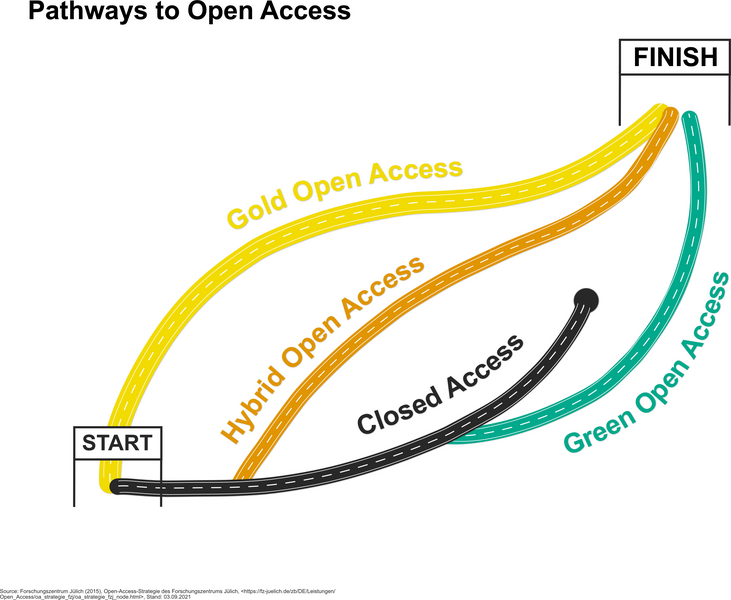 Pathways to Open Access
FINISH
Gold Open Access
Hybrid Open Access
Closed Access
Green Open Access
START
Source: Forschungszentrum Jülich (2015), Open-Access-Strategie des Forschungszentrums Jülich; <https://fz-juelich.de/zb/DE/Leistungen/
Open_Access/oa_strategie_fzj/oa_strategie_fzj_node.html>, Stand: 03.09.2021